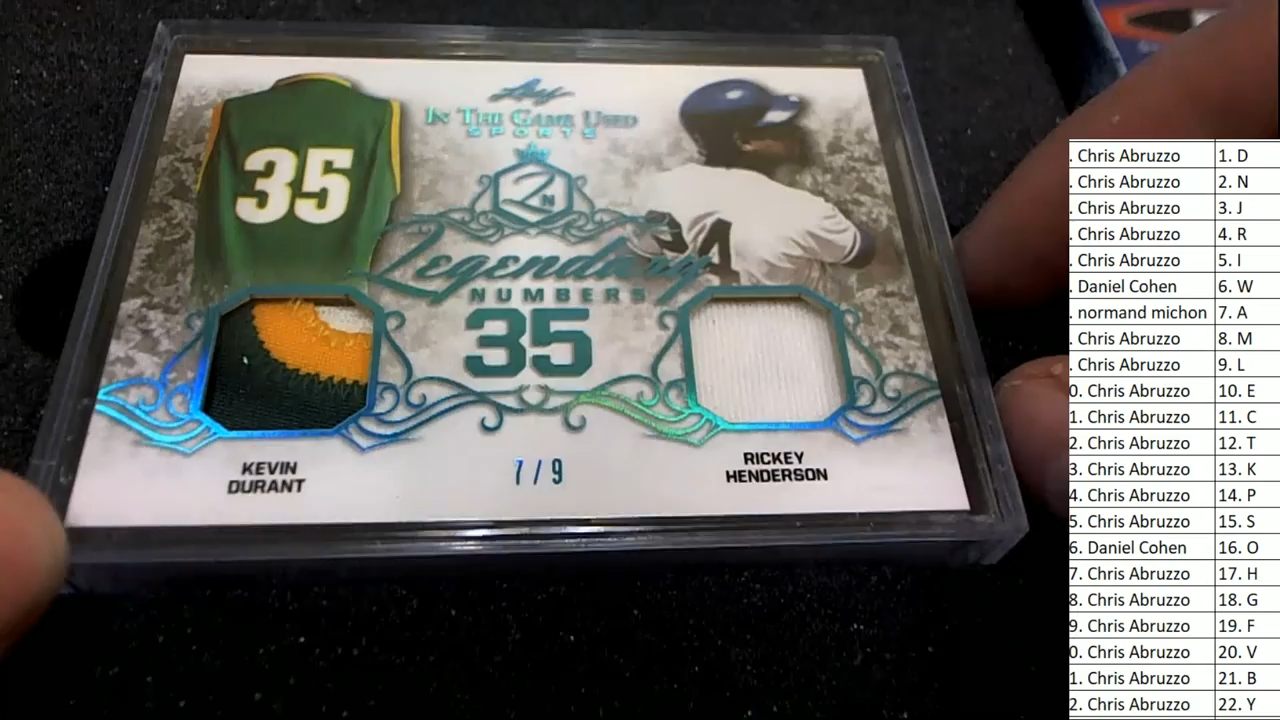 Leaf
IN THE GAME USED
SPORTS
35
2N
Legendary
NUMBERS
35
KEVIN
DURANT
7/9
RICKEY
HENDERSON
. Chris Abruzzo 1. D
. Chris Abruzzo 2. N
. Chris Abruzzo 3. J
. Chris Abruzzo 4. R
. Chris Abruzzo 5. I
. Daniel Cohen 6. W
. normand michon 7. A
. Chris Abruzzo 8. M
. Chris Abruzzo 9. L
0. Chris Abruzzo 10. E
1. Chris Abruzzo 11. C
2. Chris Abruzzo 12. T
3. Chris Abruzzo 13. K
4. Chris Abruzzo 14. P
5. Chris Abruzzo 15. S
6. Daniel Cohen 16. O
7. Chris Abruzzo 17. H
8. Chris Abruzzo 18. G
9. Chris Abruzzo 19. F
0. Chris Abruzzo 20. V
1. Chris Abruzzo 21. B
2. Chris Abruzzo 22. Y